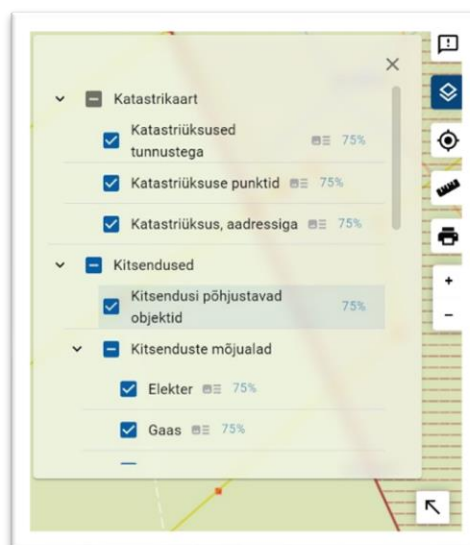 Katastrikaart
Katastriüksused
tunnustega 75%
Katastriüksuse punktid 75%
Katastriüksus, aadressiga 75%
Kitsendused
Kitsendusi põhjustavad
objektid 75%
Kitsenduste mõjualad
Elekter 75%
Gaas 75%